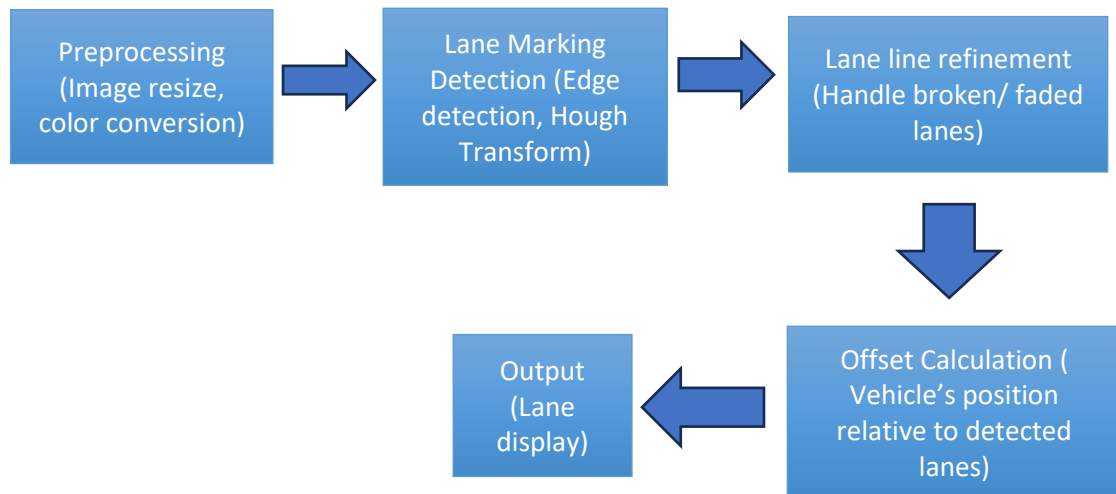 Preprocessing
(Image resize,
color conversion)
Lane Marking
Detection (Edge
detection, Hough
Transform)
Lane line refinement
(Handle broken/ faded
lanes)
Offset Calculation (
Vehicle’s position
relative to detected
lanes)
Output
(Lane
display)